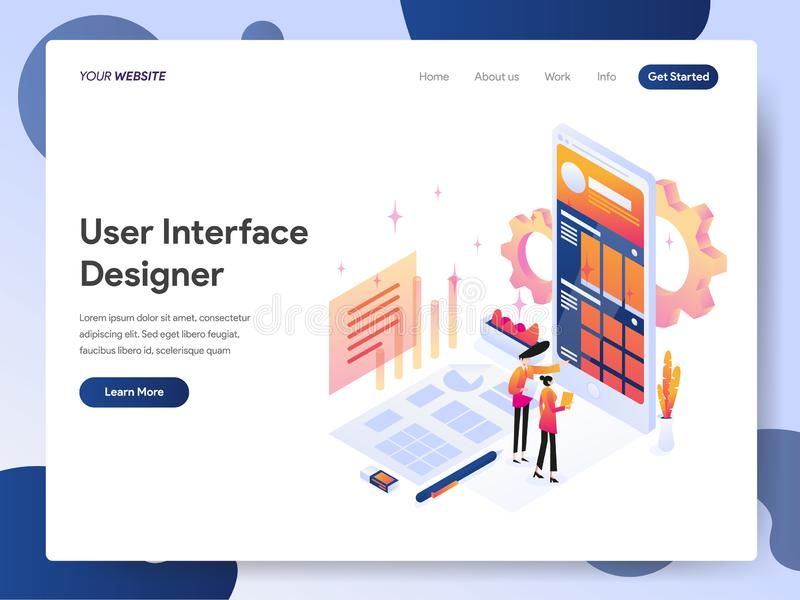 YOUR WEBSITE
Home About us Work Info Get Started
User Interface
Designer
Lorem ipsum dolor sit amet, consectetur
adipiscing elit. Sed eget libero feugiat,
faucibus libero id, scelerisque quam
Learn More
dreamstime